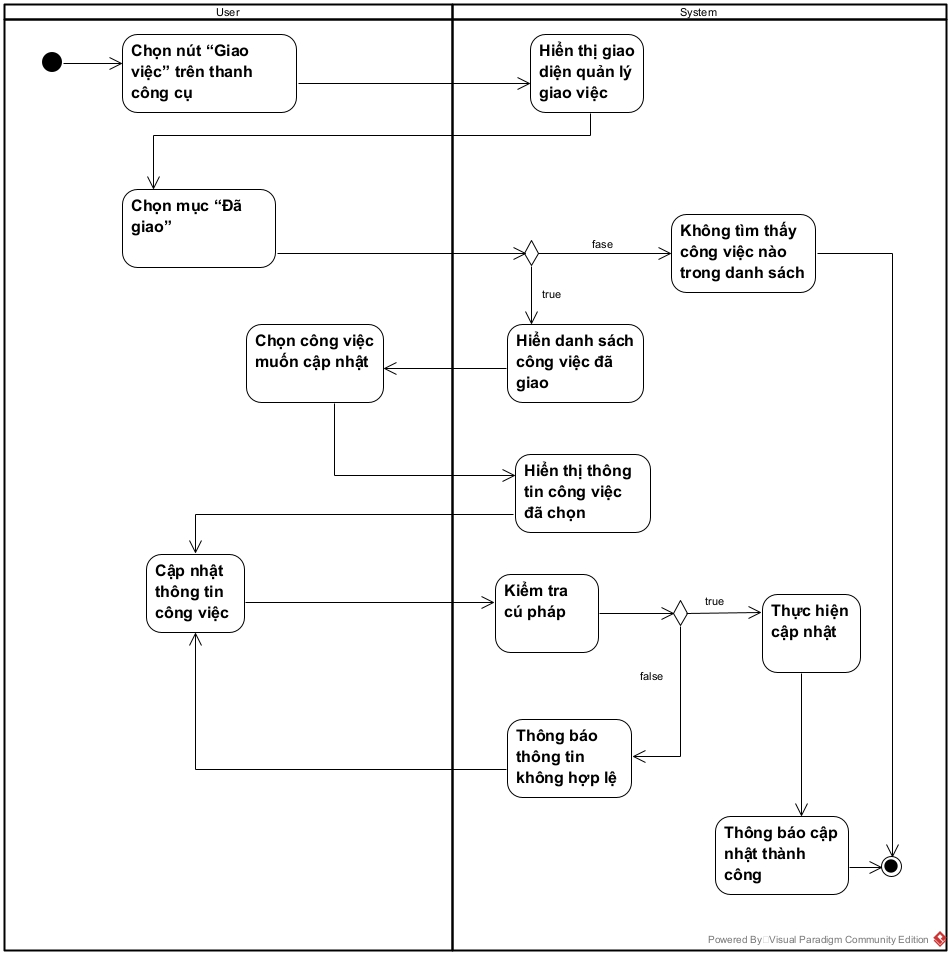 User
System
Chọn nút “Giao
việc” trên thanh
công cụ
Hiển thị giao
diện quản lý
giao việc
Chọn mục “Đã
giao”
fase
Không tìm thấy
công việc nào
trong danh sách
true
Chọn công việc
muốn cập nhật
Hiển danh sách
công việc đã
giao
Hiển thị thông
tin công việc
đã chọn
Cập nhật
thông tin
công việc
Kiểm tra
cú pháp
true
Thực hiện
cập nhật
false
Thông báo
thông tin
không hợp lệ
Thông báo cập
nhật thành
công
Powered By□Visual Paradigm Community Edition